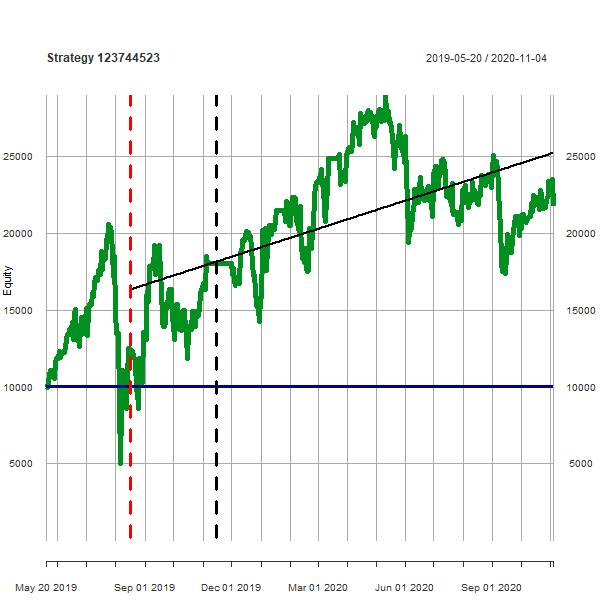 Strategy 123744523
2019-05-20 / 2020-11-04
Equity
25000
25000
20000
20000
15000
15000
10000
10000
5000
5000
May 20 2019
Sep 01 2019
Dec 01 2019
Mar 01 2020
Jun 01 2020
Sep 01 2020